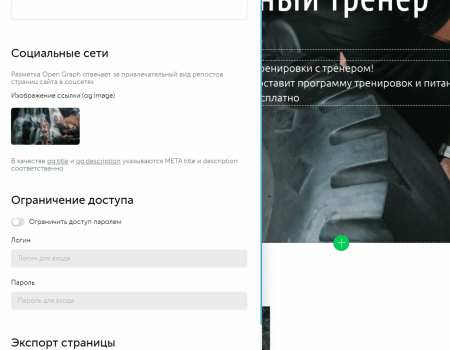 ный тренер
Социальные сети
Разметка Open Graph отвечает за привлекательный вид репостов
страниц сайта в соцсетях
Изображение ссылки (og:image)
В качестве og:title и og:description указываются META title и description
соответственно
ренировки с тренером!
оставит программу тренировок и питан
сплатно
Ограничение доступа
Ограничить доступ паролем
Логин
Логин для входа
Пароль
Пароль для входа
Экспорт страницы